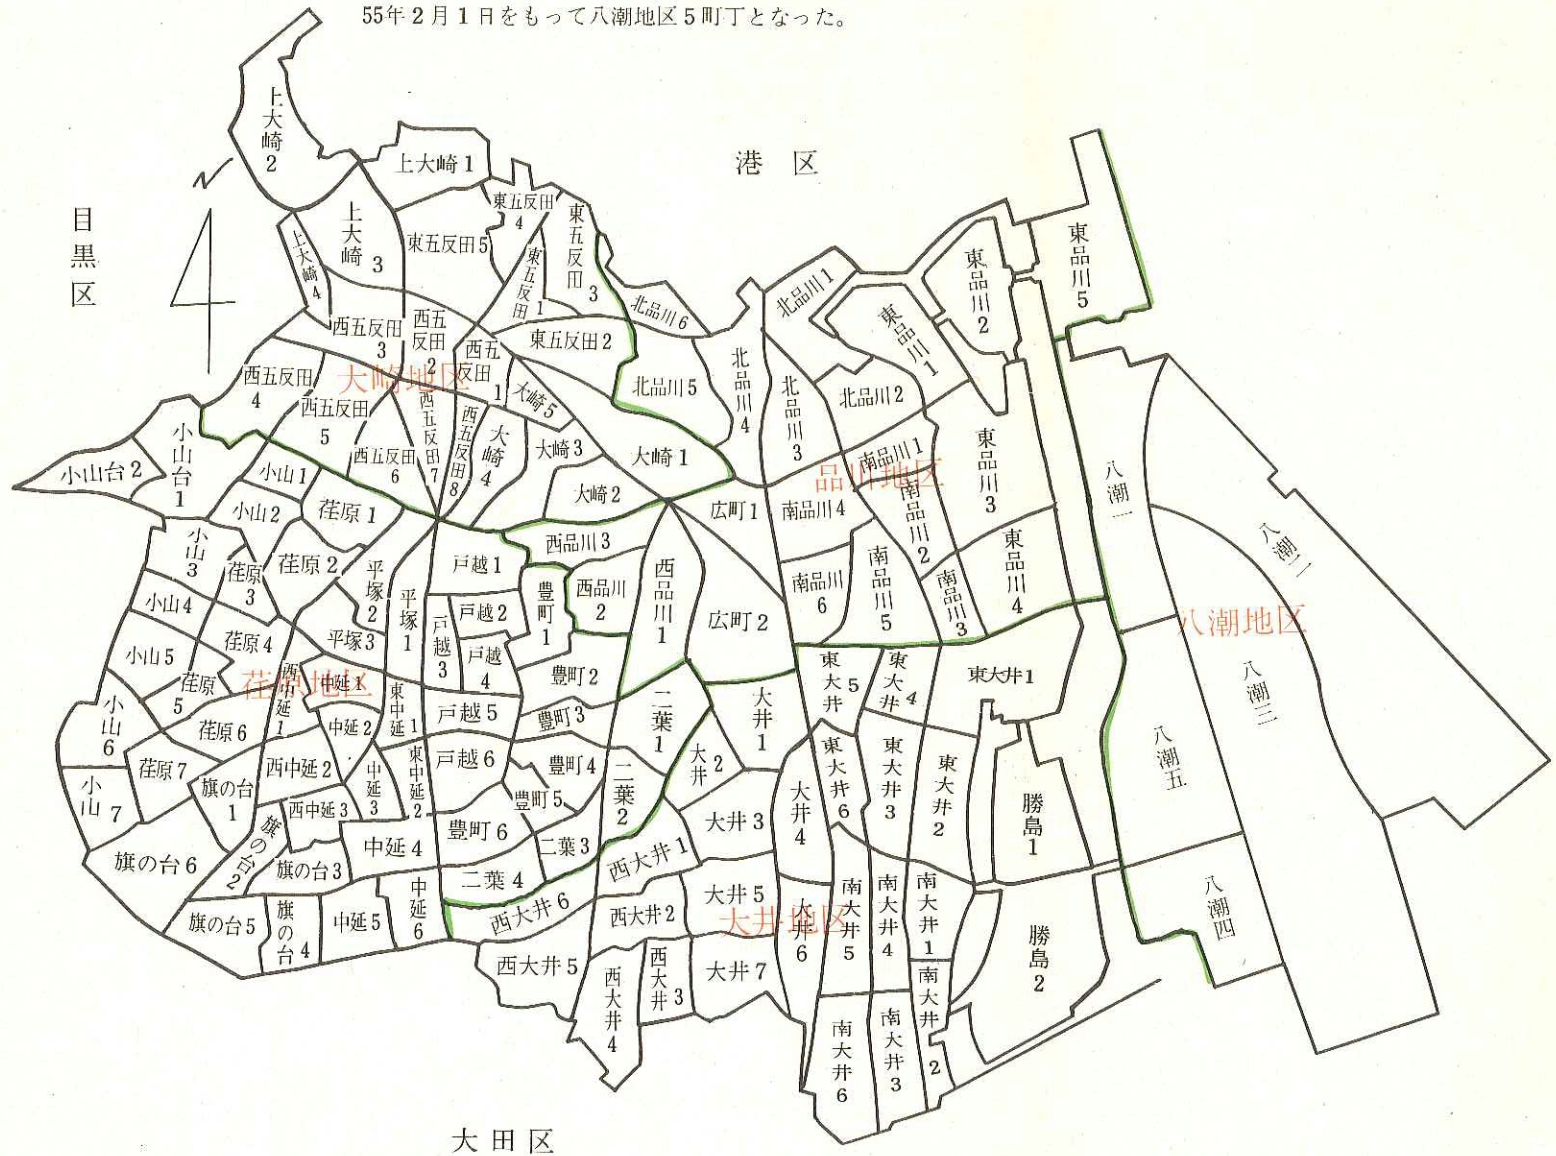 55年2月1日をもって八潮地区5町丁となった。
港区
目黒区
大田区
大崎地区
品川地区
荏原地区
大井地区
八潮地区
上大崎2
上大崎1
上大崎3
上大崎4
東五反田4
東五反田5
東五反田3
東五反田1
東五反田2
西五反田3
西五反田2
西五反田1
西五反田4
西五反田5
西五反田6
西五反田7
西五反田8
大崎5
大崎4
大崎3
大崎2
大崎1
北品川6
北品川5
北品川4
北品川3
北品川1
北品川2
東品川1
東品川2
東品川5
東品川3
東品川4
南品川1
南品川2
南品川3
南品川4
南品川5
南品川6
広町1
広町2
西品川3
西品川2
西品川1
小山台2
小山台1
小山1
小山2
小山3
小山4
小山5
小山6
小山7
荏原1
荏原2
荏原3
荏原4
荏原5
荏原6
荏原7
平塚2
平塚1
平塚3
戸越1
戸越2
戸越3
戸越4
戸越5
戸越6
豊町1
豊町2
豊町3
豊町4
豊町5
豊町6
二葉1
二葉2
二葉3
二葉4
西中延1
西中延2
西中延3
中延1
中延2
中延3
中延4
中延5
中延6
東中延1
東中延2
旗の台1
旗の台2
旗の台3
旗の台4
旗の台5
旗の台6
西大井1
西大井2
西大井3
西大井4
西大井5
西大井6
大井1
大井2
大井3
大井4
大井5
大井6
大井7
東大井5
東大井4
東大井1
東大井6
東大井3
東大井2
南大井5
南大井4
南大井1
南大井2
南大井3
南大井6
勝島1
勝島2
八潮一
八潮二
八潮三
八潮五
八潮四